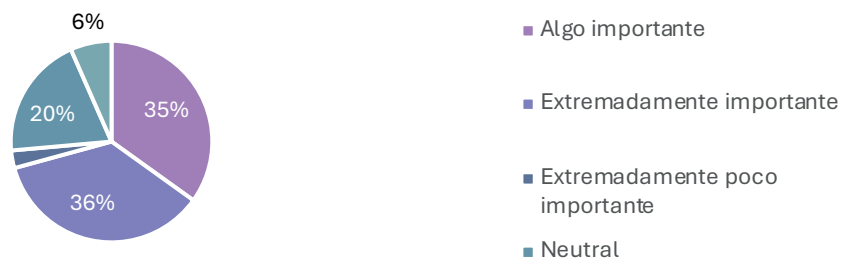 6%
35%
20%
36%
Algo importante
Extremadamente importante
Extremadamente poco
importante
Neutral